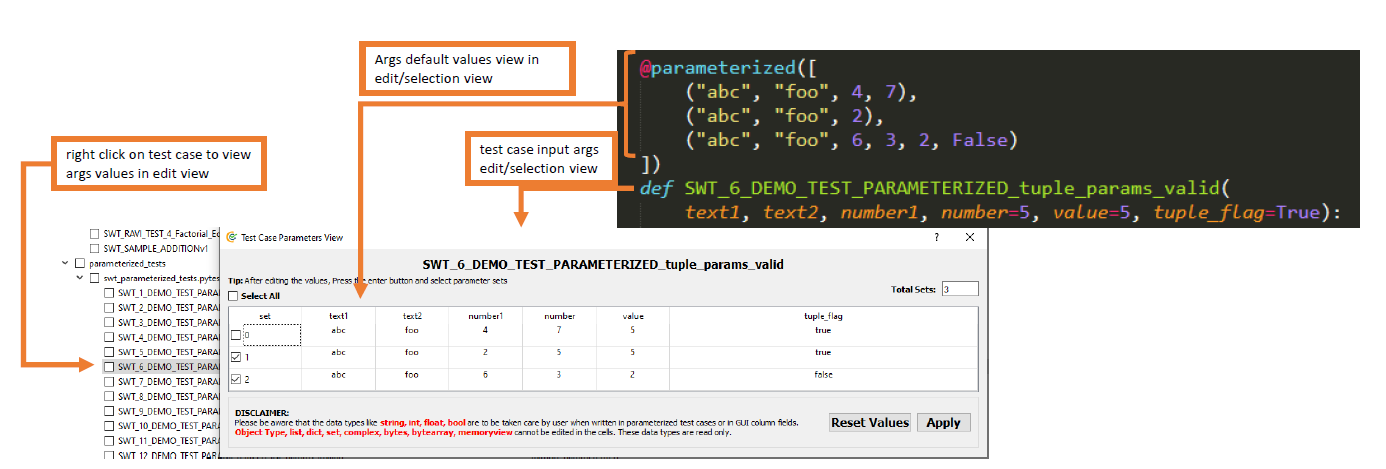 Args default values view in
edit/selection view
@parameterized([
("abc", "foo", 4, 7),
("abc", "foo", 2),
("abc", "foo", 6, 3, 2, False)
])
def SWT_6_DEMO_TEST_PARAMETERIZED_tuple_params_valid(
text1, text2, number1, number=5, value=5, tuple_flag=True):
test case input args
edit/selection view
right click on test case to view
args values in edit view
SWT_RAVI_TEST_4_Factorial_Ec
SWT_SAMPLE_ADDITIONv1
parameterized_tests
swt_parameterized_tests.pytes
SWT_1_DEMO_TEST_PARA
SWT_2_DEMO_TEST_PARA
SWT_3_DEMO_TEST_PARA
SWT_4_DEMO_TEST_PARA
SWT_5_DEMO_TEST_PARA
SWT_6_DEMO_TEST_PARA
SWT_7_DEMO_TEST_PARA
SWT_8_DEMO_TEST_PARA
SWT_9_DEMO_TEST_PARA
SWT_10_DEMO_TEST_PAR
SWT_11_DEMO_TEST_PAR
SWT_12_DEMO_TEST_PAR
Test Case Parameters View ?
SWT_6_DEMO_TEST_PARAMETERIZED_tuple_params_valid
Tip: After editing the values, Press the enter button and select parameter sets
Total Sets: 3
Select All
set text1 text2 number1 number value tuple_flag
0 abc foo 4 7 5 true
1 abc foo 2 5 5 true
2 abc foo 6 3 2 false
DISCLAIMER:
Please be aware that the data types like string, int, float, bool are to be taken care by user when written in parameterized test cases or in GUI column fields.
Object Type, list, dict, set, complex, bytes, bytearray, memoryview cannot be edited in the cells. These data types are read only.
Reset Values Apply